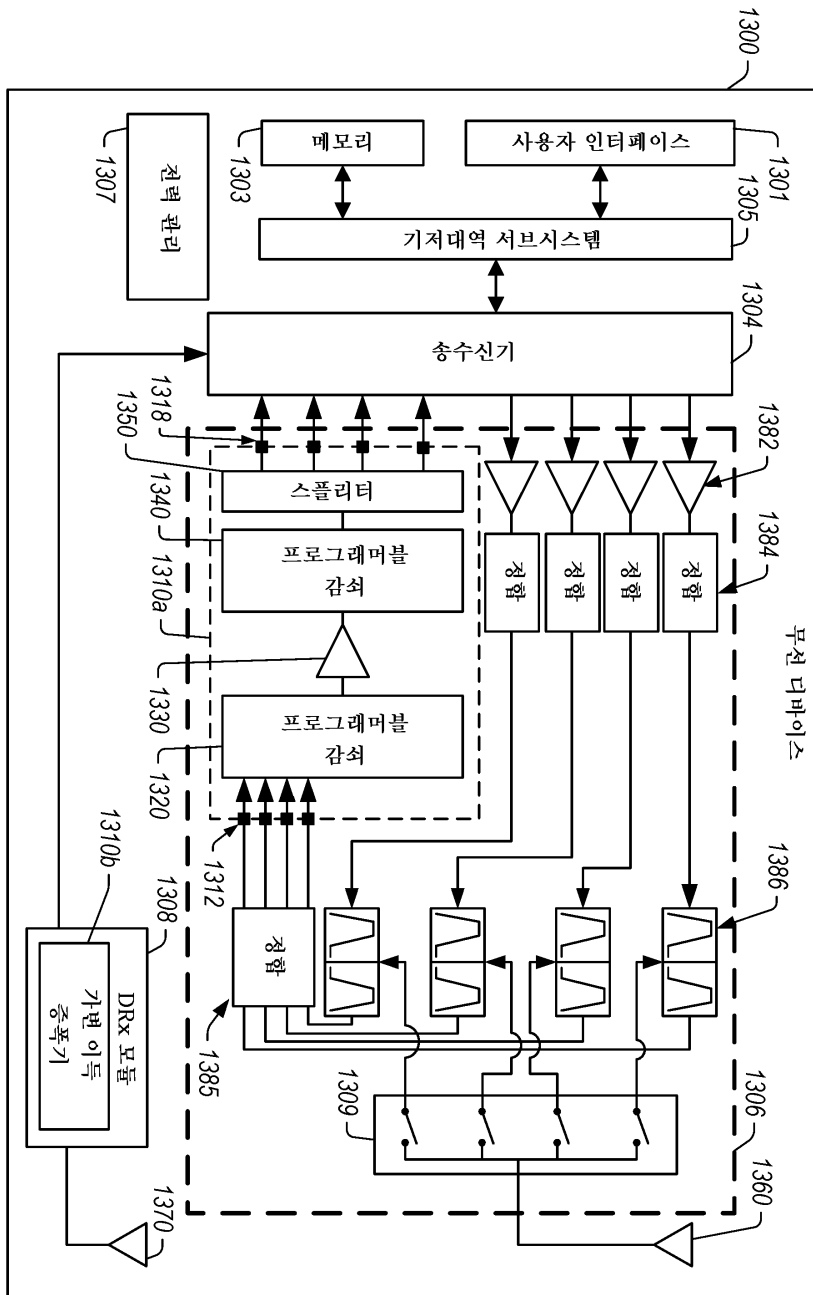 무선 디바이스
1300
사용자 인터페이스
1301
메모리
1303
기저대역 서브시스템
1305
전력 관리
1307
송수신기
1304
1382
정합
정합
정합
정합
1384
1386
1306
1360
1318
1350
스플리터
1340
프로그래머블
감쇠
1310a
1330
프로그래머블
감쇠
1320
1312
정합
1385
1309
1310b
1308
DRx 모듈
가변 이득
증폭기
1370